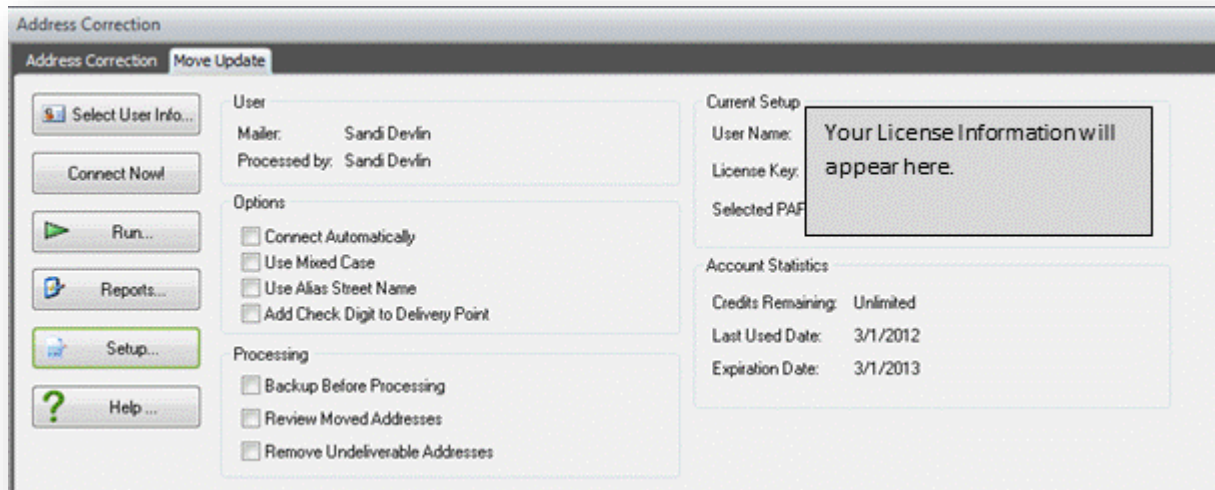 Address Correction
Address Correction Move Update
Select User Info...
Connect Now!
Run...
Reports...
Setup...
Help ...
User
Mailer: Sandi Devlin
Processed by: Sandi Devlin
Options
Connect Automatically
Use Mixed Case
Use Alias Street Name
Add Check Digit to Delivery Point
Processing
Backup Before Processing
Review Moved Addresses
Remove Undeliverable Addresses
Current Setup
User Name:
License Key:
Selected PAF
Your License Information will
appear here.
Account Statistics
Credits Remaining: Unlimited
Last Used Date: 3/1/2012
Expiration Date: 3/1/2013